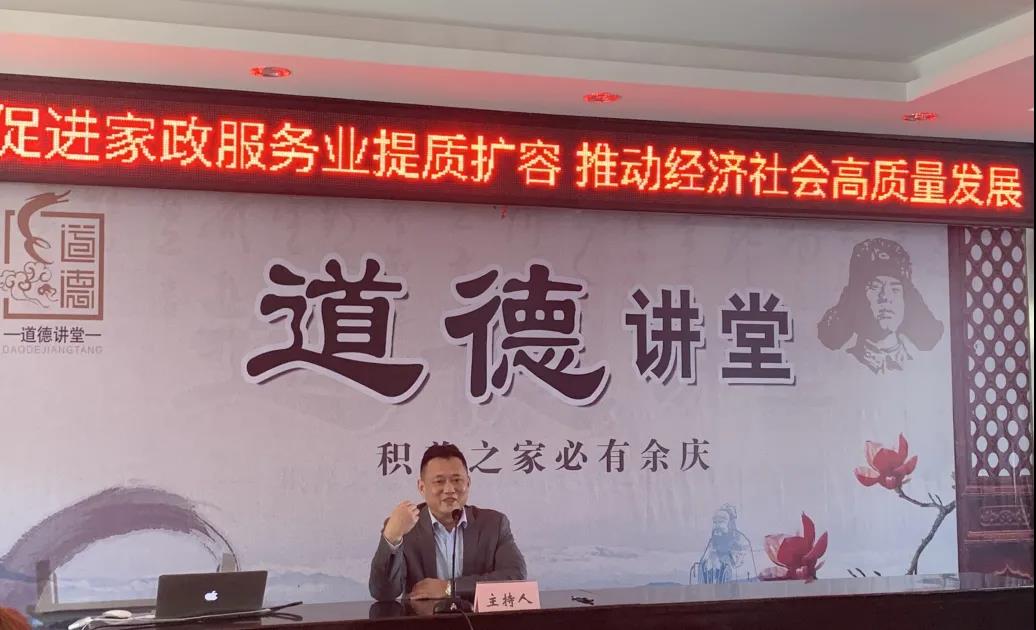 促进家政服务业提质扩容 推动经济社会高质量发展
道德
道德讲堂
DAODEJIANGTANG
道德讲堂
积之家必有余庆
主持人